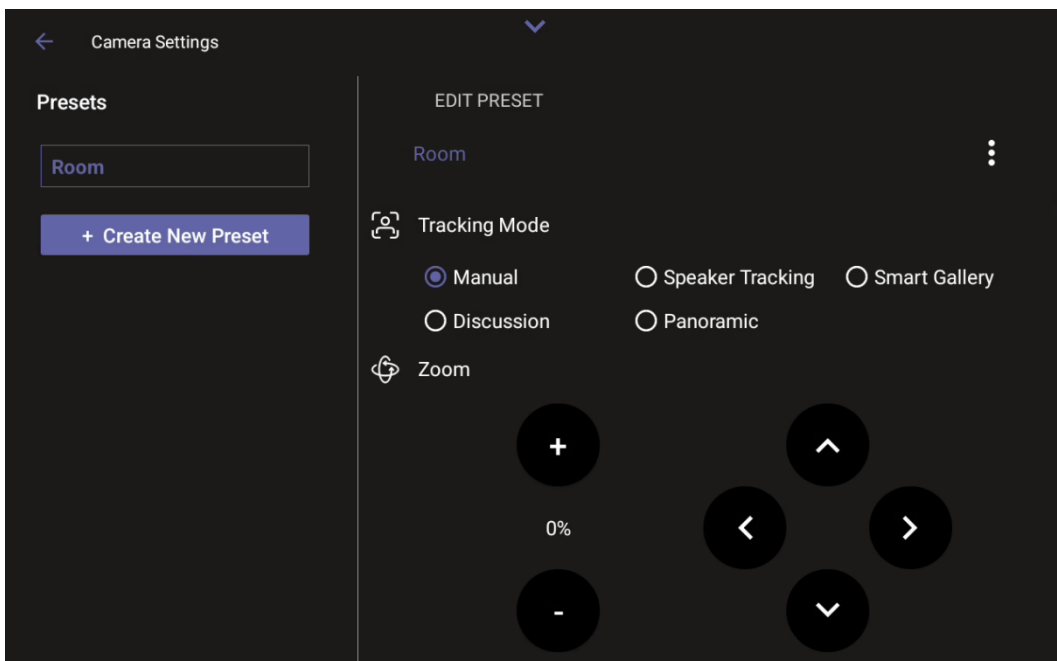 Camera Settings
Presets
Room
+ Create New Preset
EDIT PRESET
Room
Tracking Mode
Manual
Speaker Tracking
Smart Gallery
Discussion
Panoramic
Zoom
+
0%
-